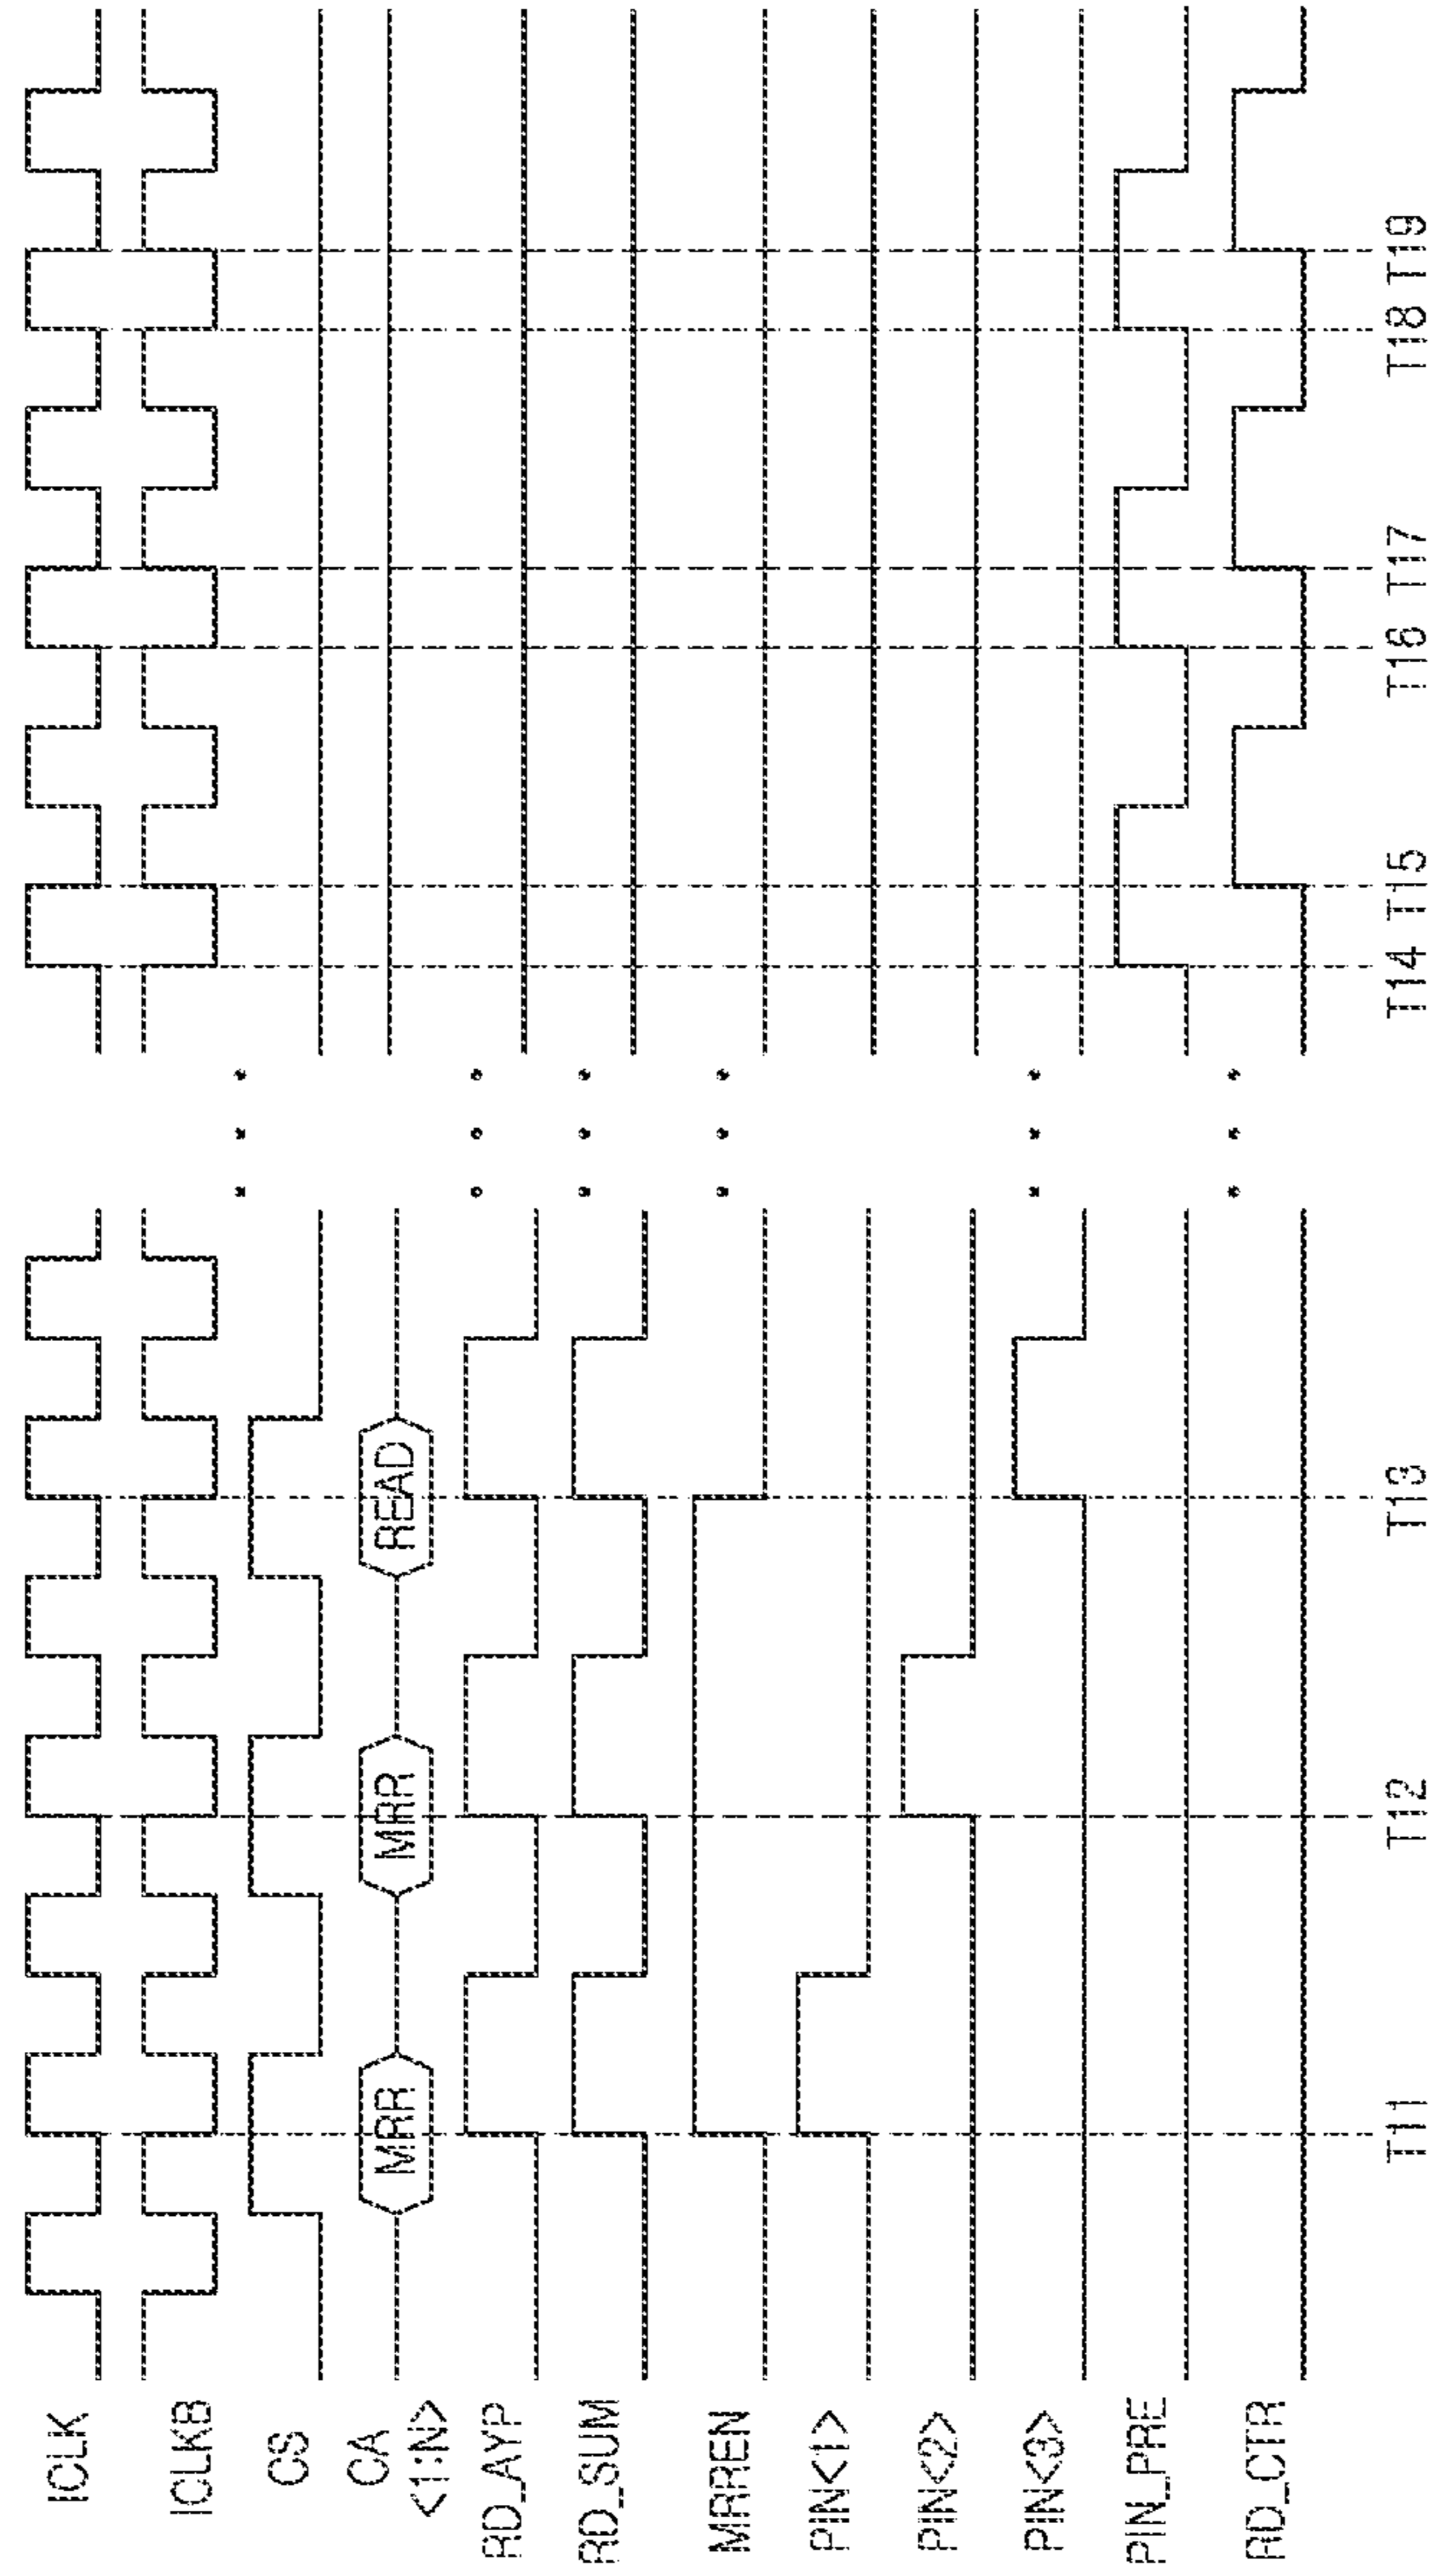 ICLK
ICLKB
CS
CA
<1:N>
MRR
MRR
READ
RD_AYP
RD_SUM
MRREN
PIN<1>
PIN<2>
PIN<3>
PIN_PRE
RD_CTR
T11
T12
T13
T14
T15
T16
T17
T18
T19